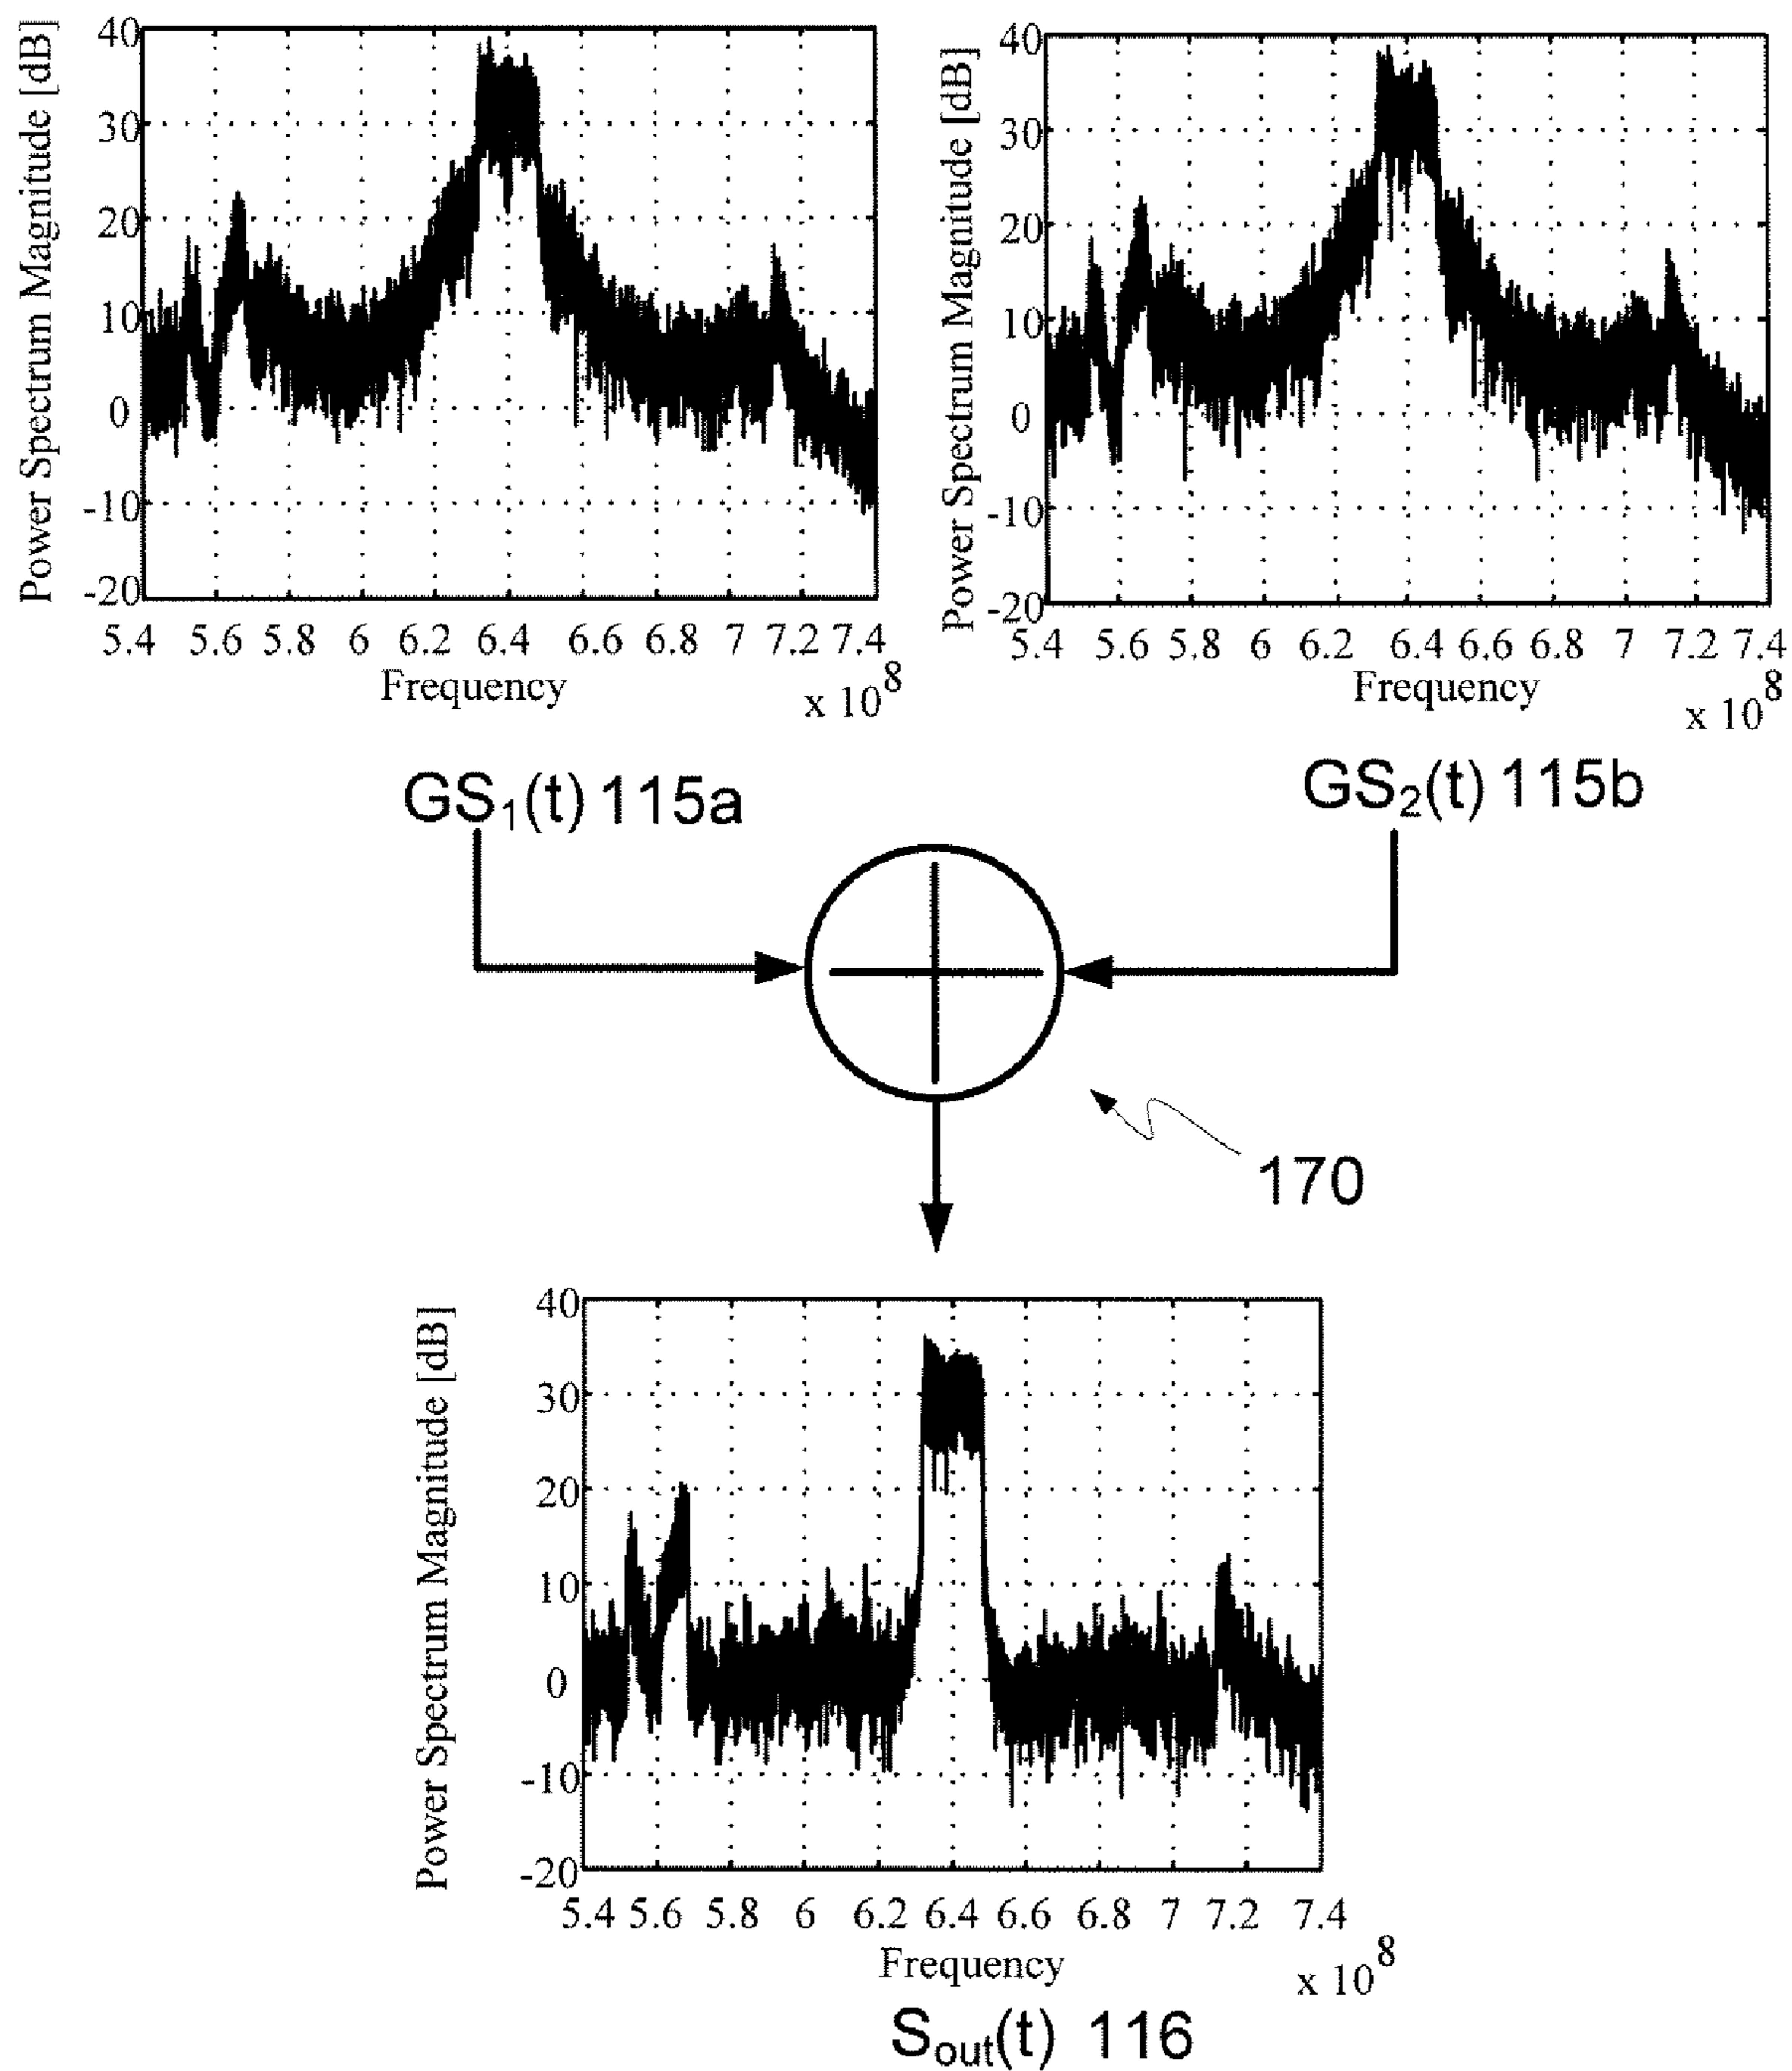 Power Spectrum Magnitude [dB]
40
30
20
10
0
-10
-20
5.4 5.6 5.8 6 6.2 6.4 6.6 6.8 7 7.2 7.4
Frequency
x 10^8
Power Spectrum Magnitude [dB]
40
30
20
10
0
-10
-20
5.4 5.6 5.8 6 6.2 6.4 6.6 6.8 7 7.2 7.4
Frequency
x 10^8
GS₁(t) 115a
GS₂(t) 115b
170
Power Spectrum Magnitude [dB]
40
30
20
10
0
-10
-20
5.4 5.6 5.8 6 6.2 6.4 6.6 6.8 7 7.2 7.4
Frequency
x 10^8
S_out(t) 116